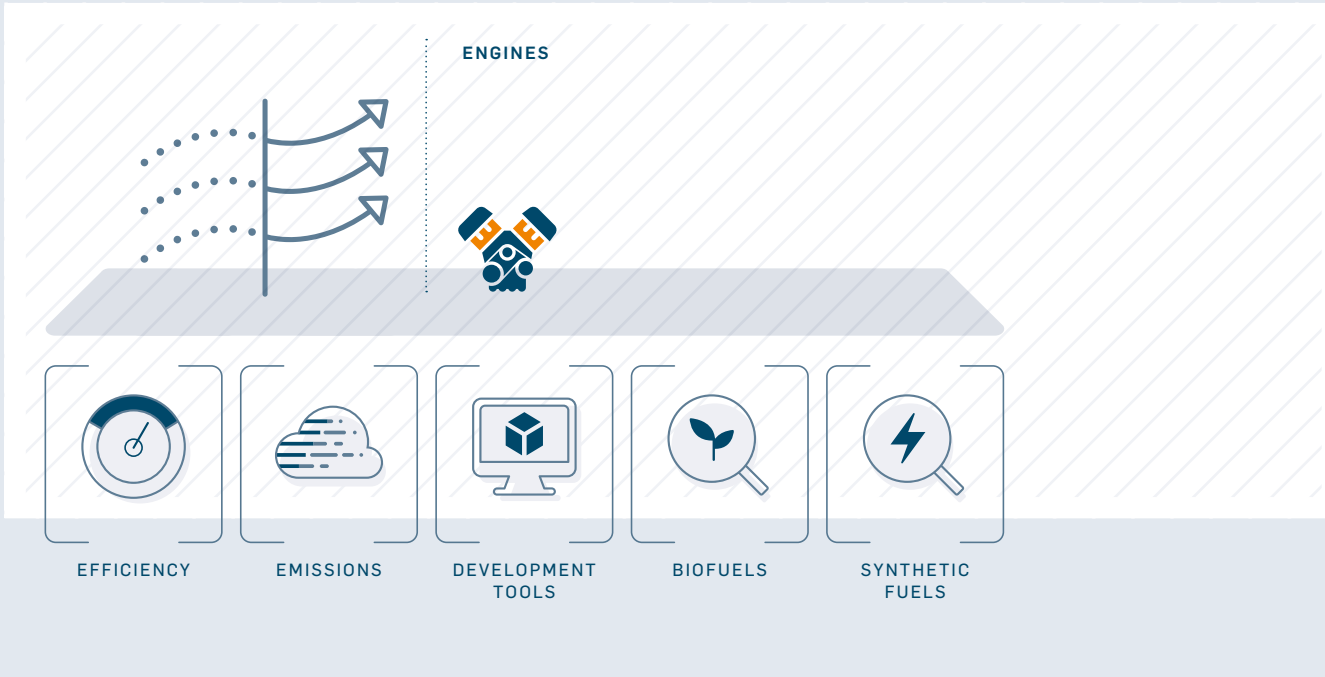 ENGINES
EFFICIENCY
EMISSIONS
DEVELOPMENT
TOOLS
BIOFUELS
SYNTHETIC
FUELS